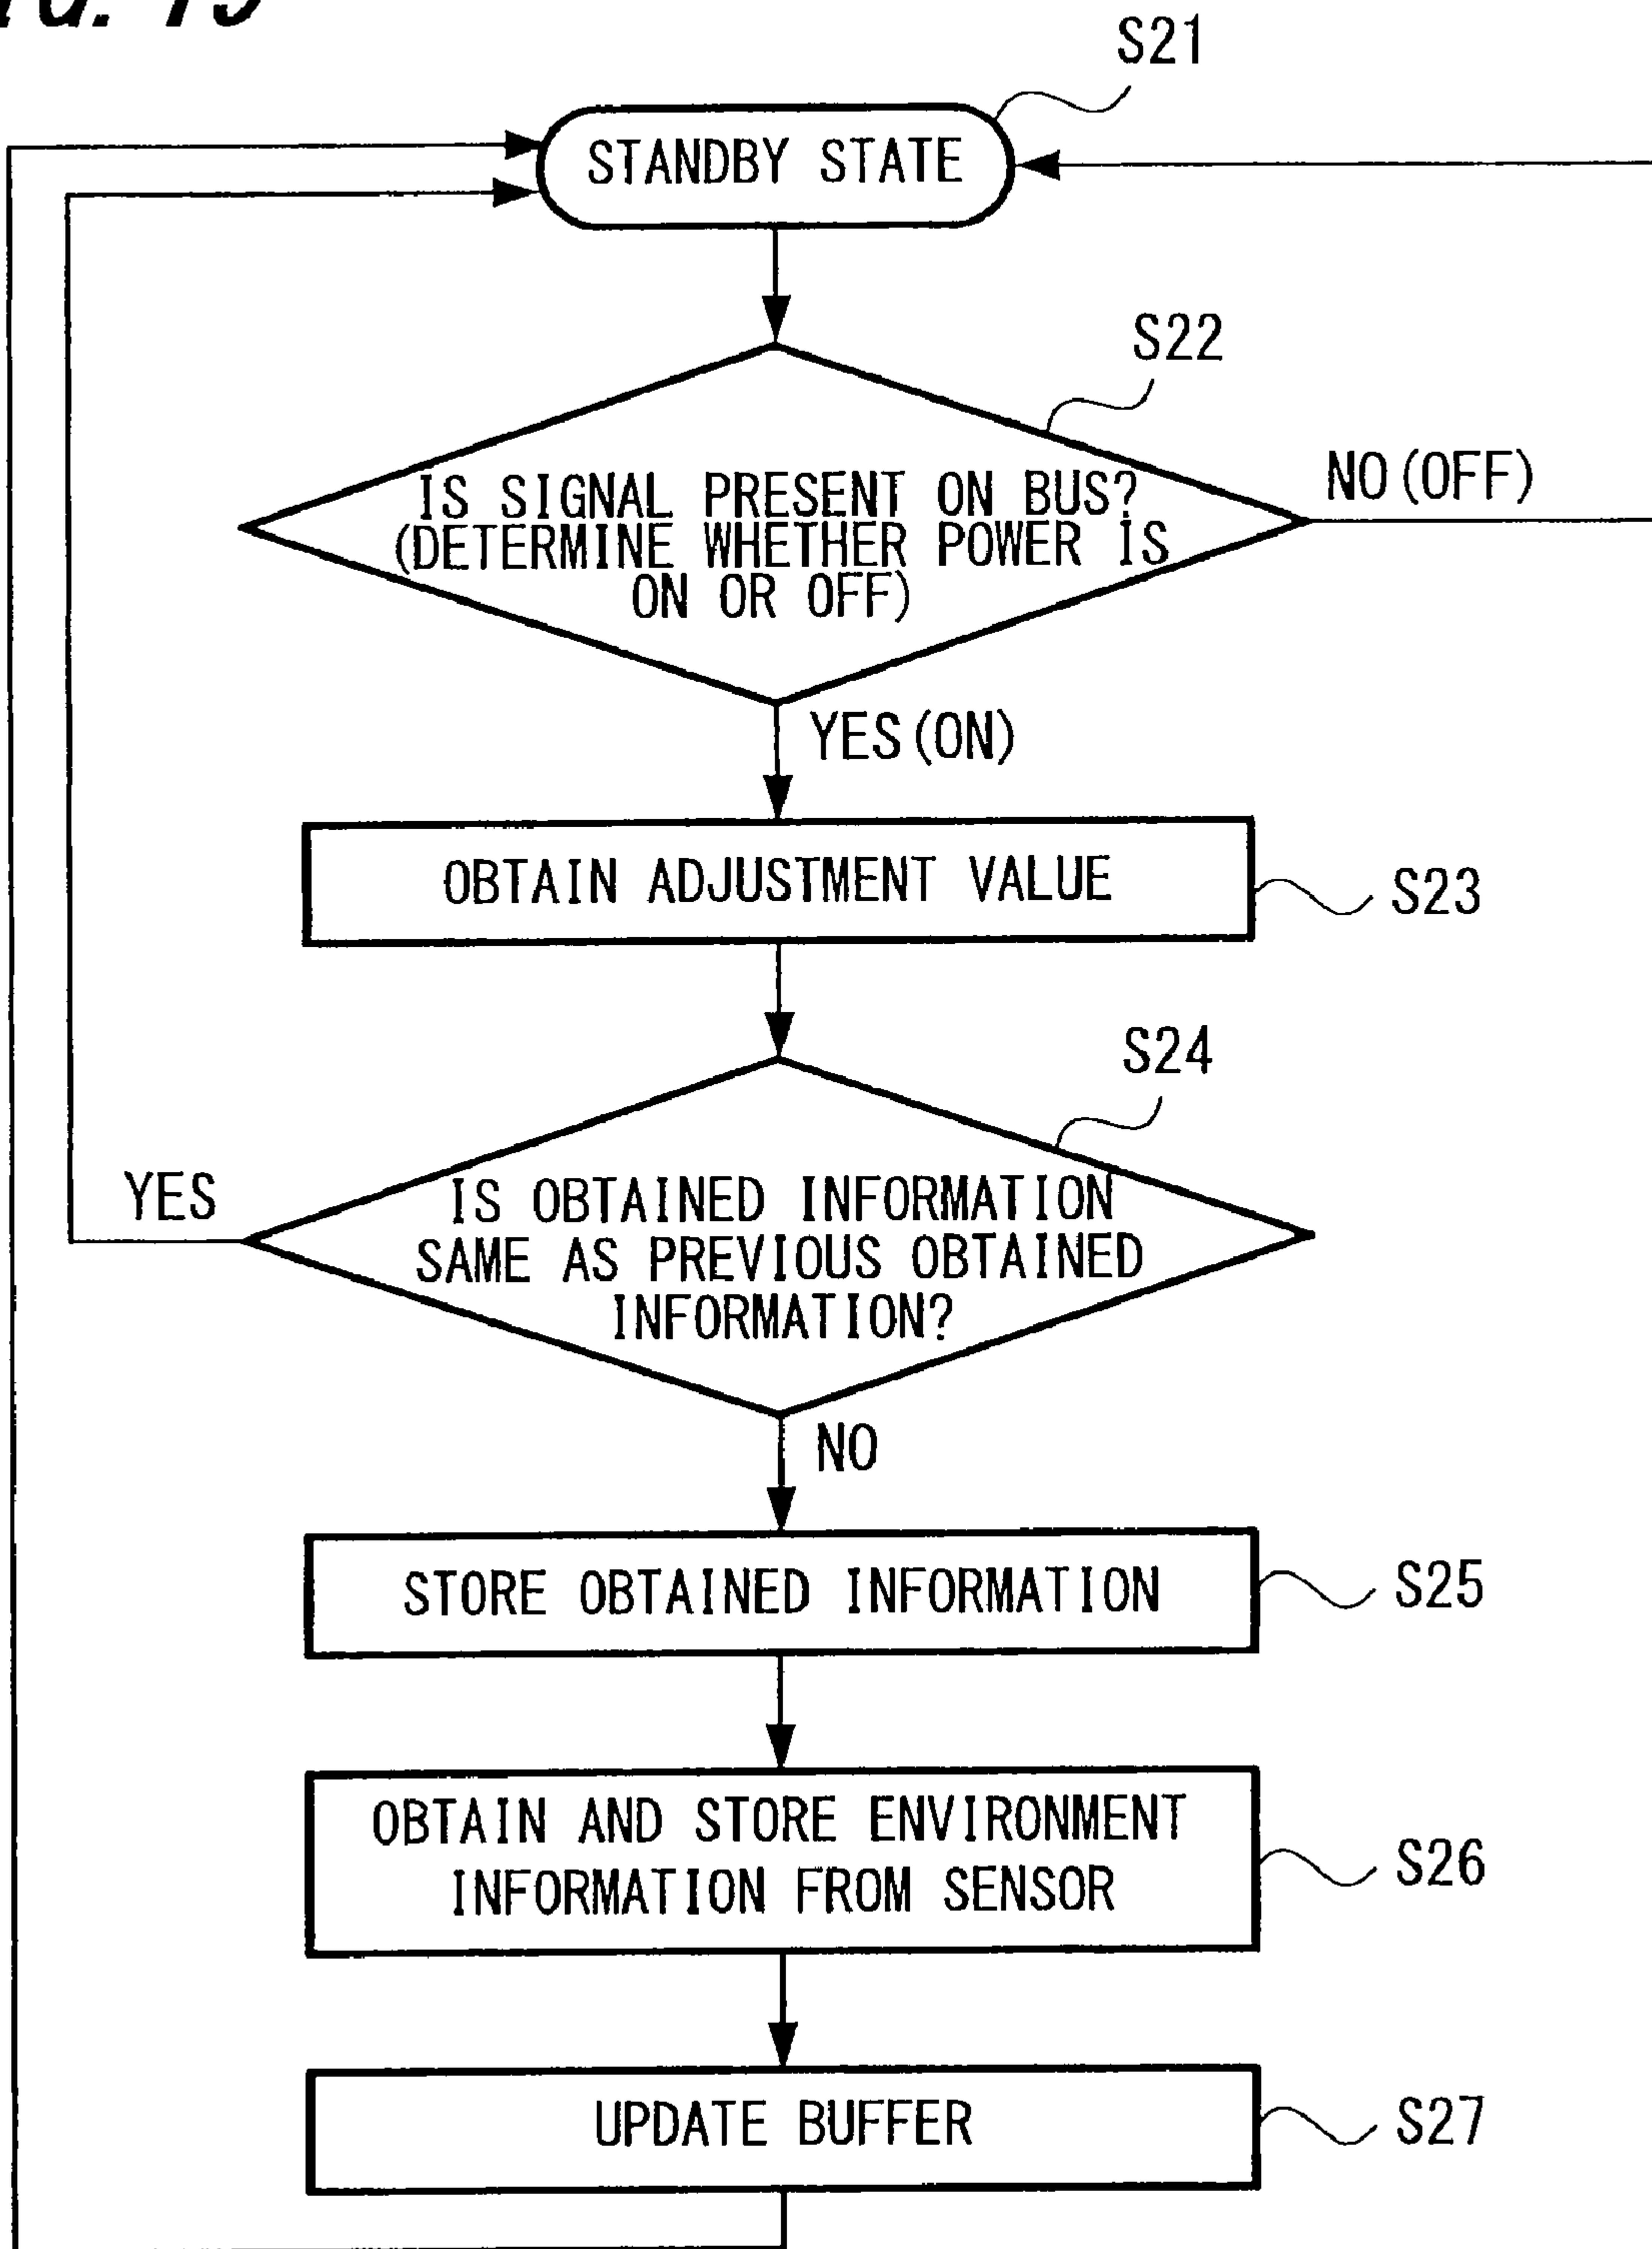 S21
STANDBY STATE
S22
IS SIGNAL PRESENT ON BUS?
(DETERMINE WHETHER POWER IS
ON OR OFF)
NO(OFF)
YES(ON)
OBTAIN ADJUSTMENT VALUE
S23
S24
YES
IS OBTAINED INFORMATION
SAME AS PREVIOUS OBTAINED
INFORMATION?
NO
STORE OBTAINED INFORMATION
S25
OBTAIN AND STORE ENVIRONMENT
INFORMATION FROM SENSOR
S26
UPDATE BUFFER
S27